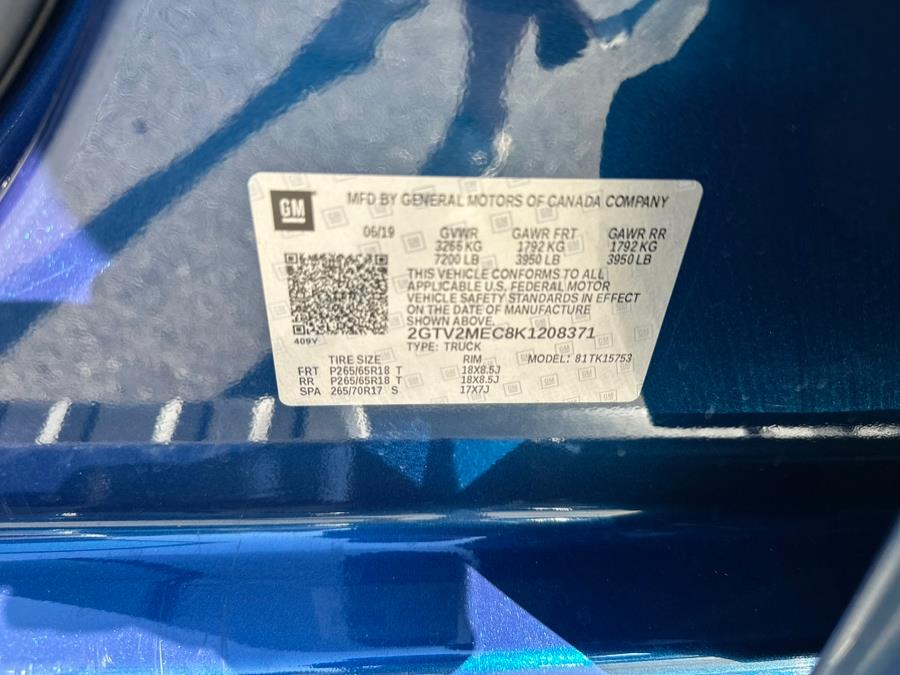 GM
MFD BY GENERAL MOTORS OF CANADA COMPANY
06/19 GVWR GAWR FRT GAWR RR
3266 KG 1792 KG 1792 KG
7200 LB 3950 LB 3950 LB
THIS VEHICLE CONFORMS TO ALL
APPLICABLE U.S. FEDERAL MOTOR
VEHICLE SAFETY STANDARDS IN EFFECT
ON THE DATE OF MANUFACTURE
SHOWN ABOVE.
409Y
2GTV2MEC8K1208371
TYPE: TRUCK
TIRE SIZE RIM MODEL: 81TK15753
FRT P265/65R18 T 18X8.5J
RR P265/65R18 T 18X8.5J
SPA 265/70R17 S 17X7J